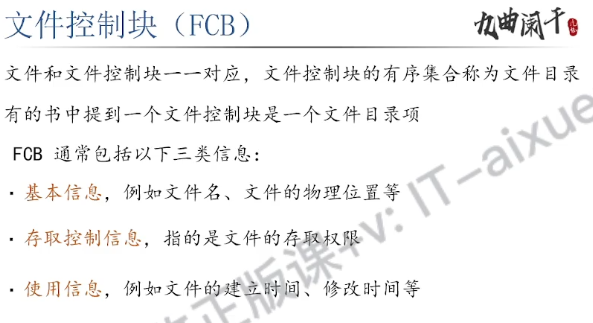 文件控制块（FCB）
九曲阑干
文件和文件控制块一一对应，文件控制块的有序集合称为文件目录
有的书中提到一个文件控制块是一个文件目录项
FCB 通常包括以下三类信息：
· 基本信息，例如文件名、文件的物理位置等
· 存取控制信息，指的是文件的存取权限
· 使用信息，例如文件的建立时间、修改时间等
正版课+v: IT-aixue